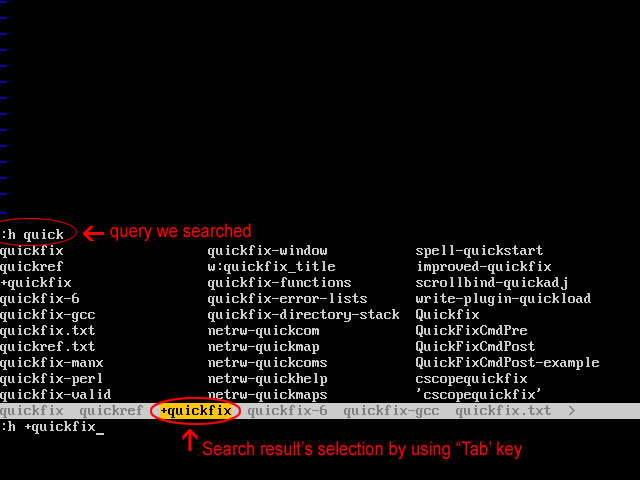 :h quick ← query we searched
quickfix quickfix-window spell-quickstart
quickref w:quickfix_title improved-quickfix
+quickfix quickfix-functions scrollbind-quickadj
quickfix-6 quickfix-error-lists write-plugin-quickload
quickfix-gcc quickfix-directory-stack Quickfix
quickfix.txt netrw-quickcom QuickFixCmdPre
quickref.txt netrw-quickmap QuickFixCmdPost
quickfix-manx netrw-quickcoms QuickFixCmdPost-example
quickfix-perl netrw-quickhelp cscopequickfix
quickfix-valid netrw-quickmaps 'cscopequickfix'
quickfix quickref +quickfix quickfix-6 quickfix-gcc quickfix.txt >
:h +quickfix_
Search result's selection by using “Tab’ key